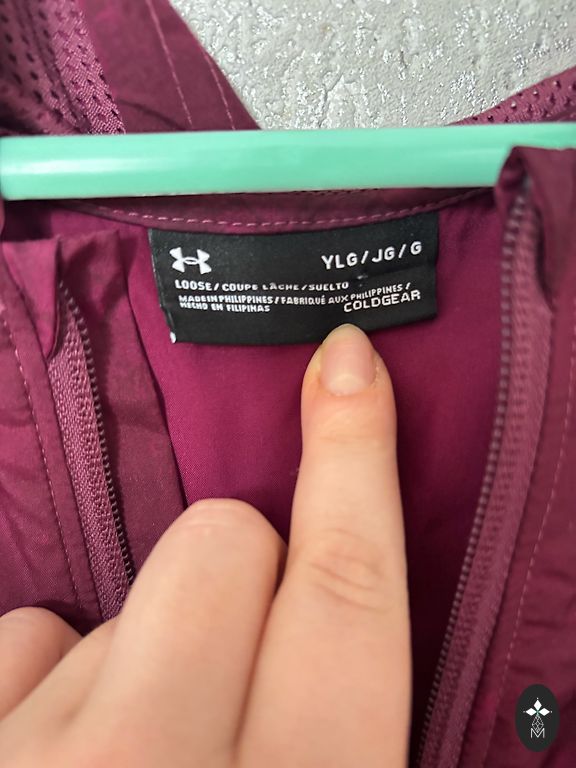 YLG / JG / G
LOOSE / COUPE LÂCHE / SUELTO
MADE IN PHILIPPINES / FABRIQUÉ AUX PHILIPPINES /
HECHO EN FILIPINAS
COLDGEAR